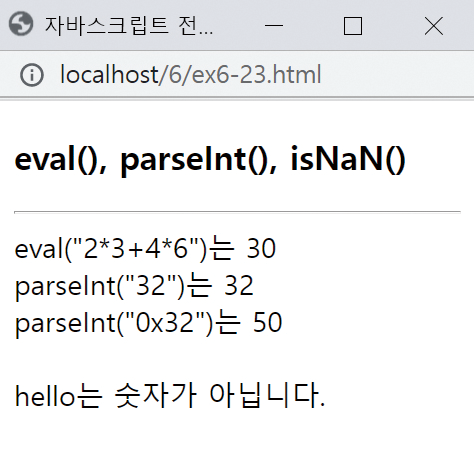 자바스크립트 전...
localhost/6/ex6-23.html
eval(), parseInt(), isNaN()
eval("2*3+4*6")는 30
parseInt("32")는 32
parseInt("0x32")는 50
hello는 숫자가 아닙니다.